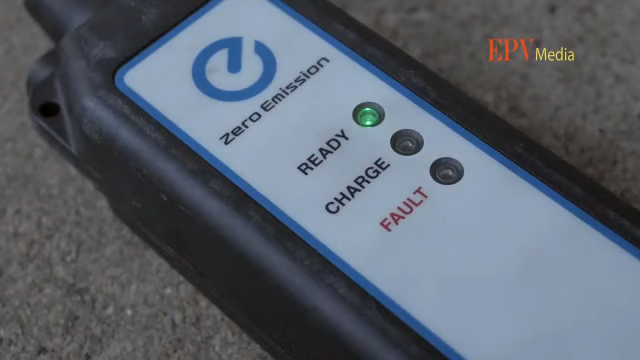 EPV Media
Zero Emission
READY
CHARGE
FAULT